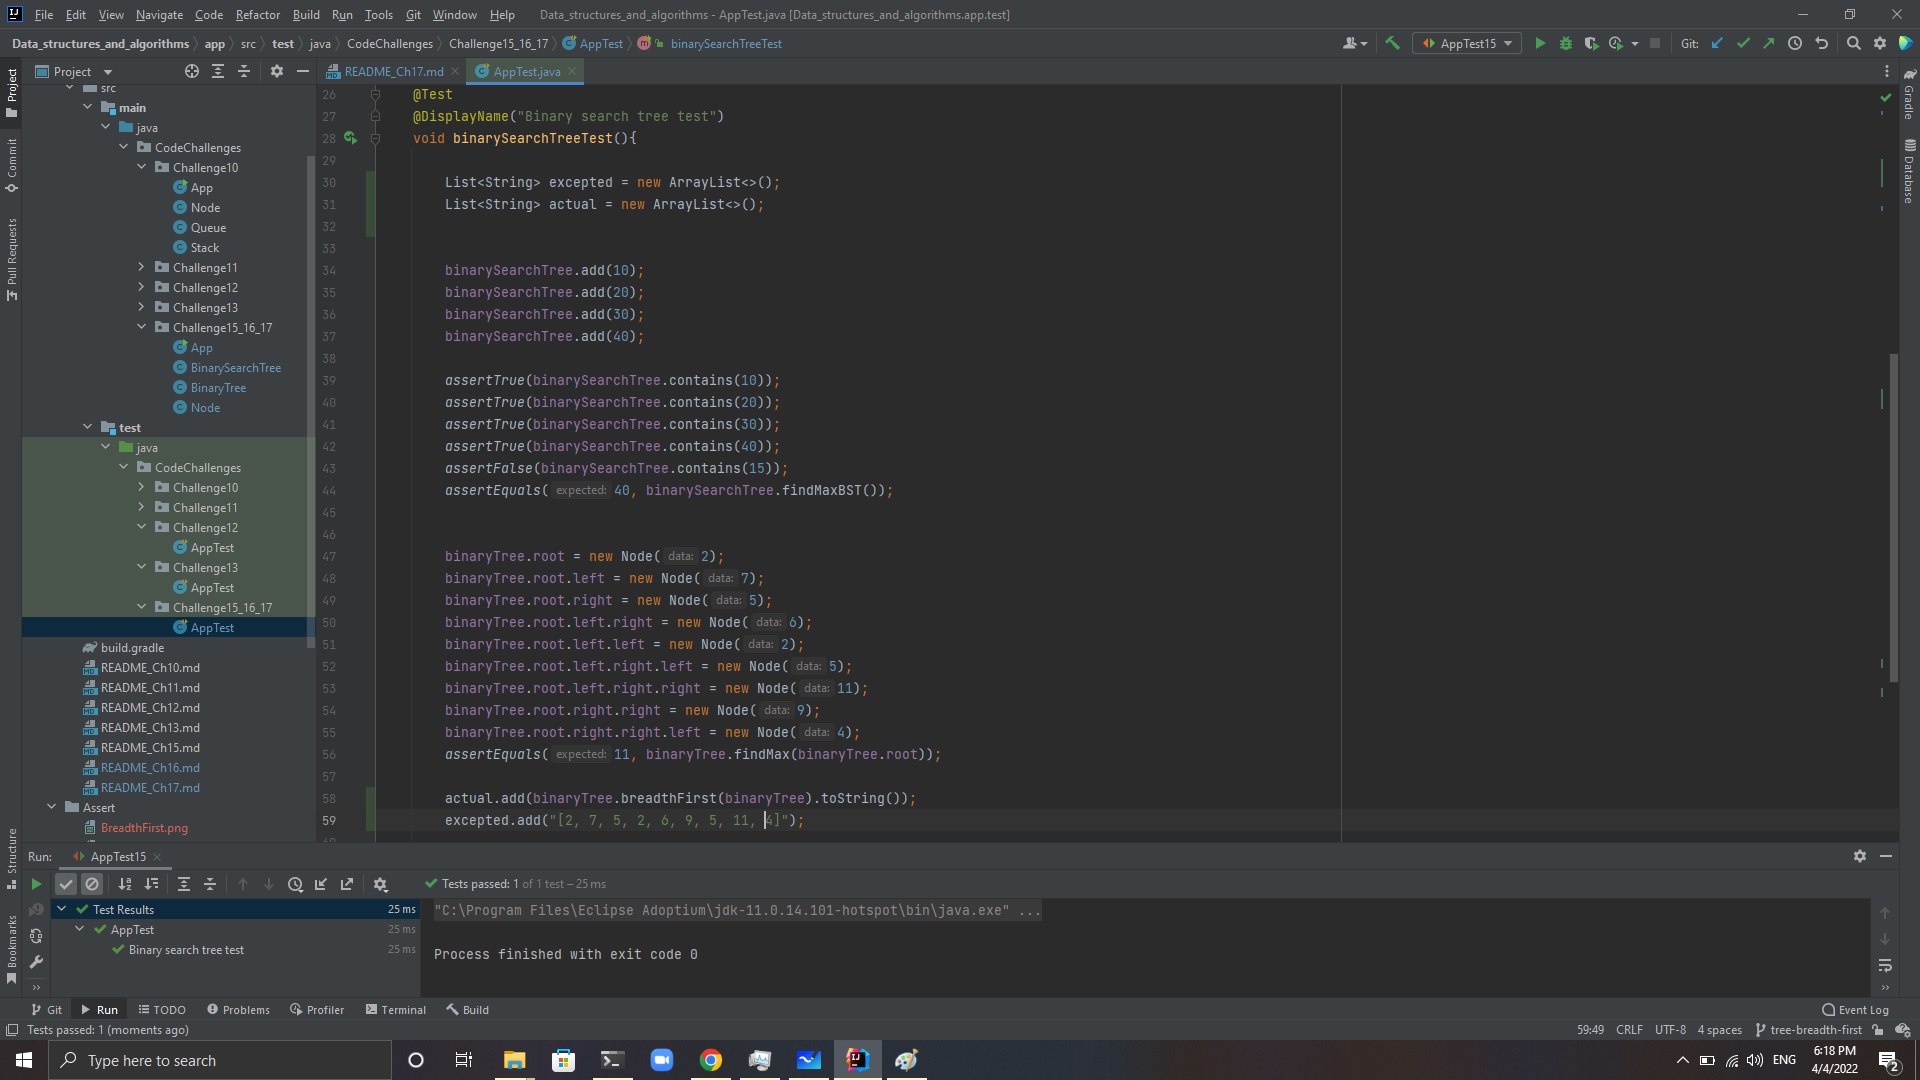 File Edit View Navigate Code Refactor Build Run Tools Git Window Help Data_structures_and_algorithms - AppTest.java [Data_structures_and_algorithms.app.test]
Data_structures_and_algorithms app src test java CodeChallenges Challenge15_16_17 AppTest binarySearchTreeTest AppTest15 Git:
Project
README_Ch17.md AppTest.java
Project
Commit
Pull Requests
Structure
Bookmarks
Gradle
Database
src
main
java
CodeChallenges
Challenge10
App
Node
Queue
Stack
Challenge11
Challenge12
Challenge13
Challenge15_16_17
App
BinarySearchTree
BinaryTree
Node
test
java
CodeChallenges
Challenge10
Challenge11
Challenge12
AppTest
Challenge13
AppTest
Challenge15_16_17
AppTest
build.gradle
README_Ch10.md
README_Ch11.md
README_Ch12.md
README_Ch13.md
README_Ch15.md
README_Ch16.md
README_Ch17.md
Assert
BreadthFirst.png
26 @Test
27 @DisplayName("Binary search tree test")
28 void binarySearchTreeTest(){
29
30 List<String> excepted = new ArrayList<>();
31 List<String> actual = new ArrayList<>();
32
33
34 binarySearchTree.add(10);
35 binarySearchTree.add(20);
36 binarySearchTree.add(30);
37 binarySearchTree.add(40);
38
39 assertTrue(binarySearchTree.contains(10));
40 assertTrue(binarySearchTree.contains(20));
41 assertTrue(binarySearchTree.contains(30));
42 assertTrue(binarySearchTree.contains(40));
43 assertFalse(binarySearchTree.contains(15));
44 assertEquals( expected: 40, binarySearchTree.findMaxBST());
45
46
47 binaryTree.root = new Node( data: 2);
48 binaryTree.root.left = new Node( data: 7);
49 binaryTree.root.right = new Node( data: 5);
50 binaryTree.root.left.right = new Node( data: 6);
51 binaryTree.root.left.left = new Node( data: 2);
52 binaryTree.root.left.right.left = new Node( data: 5);
53 binaryTree.root.left.right.right = new Node( data: 11);
54 binaryTree.root.right.right = new Node( data: 9);
55 binaryTree.root.right.right.left = new Node( data: 4);
56 assertEquals( expected: 11, binaryTree.findMax(binaryTree.root));
57
58 actual.add(binaryTree.breadthFirst(binaryTree).toString());
59 excepted.add("[2, 7, 5, 2, 6, 9, 5, 11, 4]");
Run: AppTest15
Tests passed: 1 of 1 test – 25 ms
Test Results 25 ms
AppTest 25 ms
Binary search tree test 25 ms
"C:\Program Files\Eclipse Adoptium\jdk-11.0.14.101-hotspot\bin\java.exe" ...
Process finished with exit code 0
Git Run TODO Problems Profiler Terminal Build Event Log
Tests passed: 1 (moments ago) 59:49 CRLF UTF-8 4 spaces tree-breadth-first
Type here to search
ENG
6:18 PM
4/4/2022
2